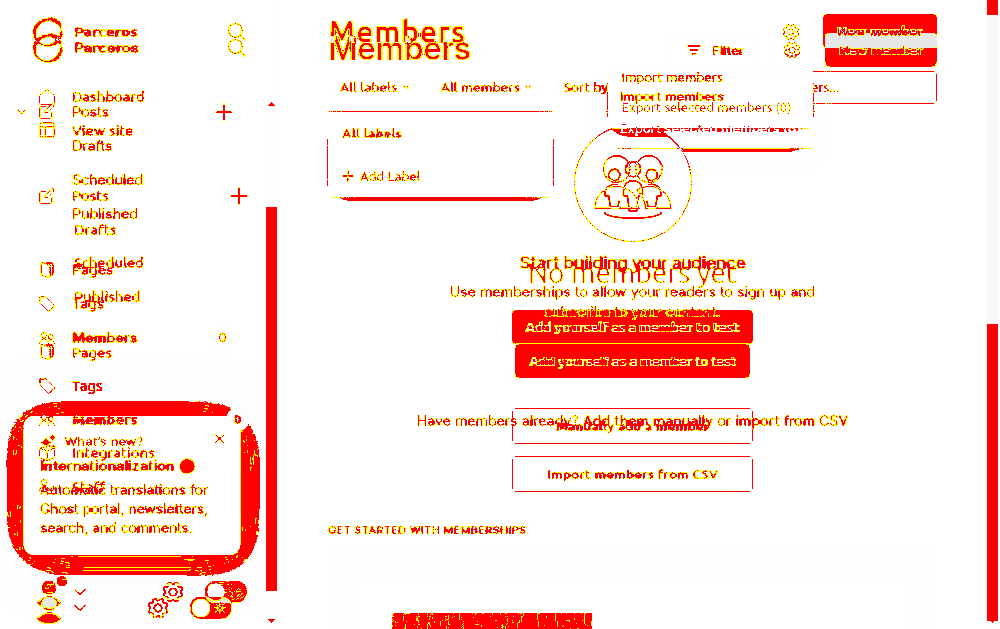 Parceros
Parceros
Dashboard
Posts
View site
Drafts
Scheduled
Posts
Published
Drafts
Scheduled
Pages
Published
Tags
Members 0
Pages
Tags
Members 0
What's new?
Integrations
Internationalization
Staff
Automatic translations for
Ghost portal, newsletters,
search, and comments.
Members
Members
Filter
New member
New member
All labels
All members
Sort by
ers...
Import members
Import members
Export selected members (0)
Export selected members (0)
All Labels
+ Add Label
Start building your audience
No members yet
Use memberships to allow your readers to sign up and
subscribe to your content.
Add yourself as a member to test
Add yourself as a member to test
Have members already? Add them manually or import from CSV
Manually add a member
Import members from CSV
GET STARTED WITH MEMBERSHIPS